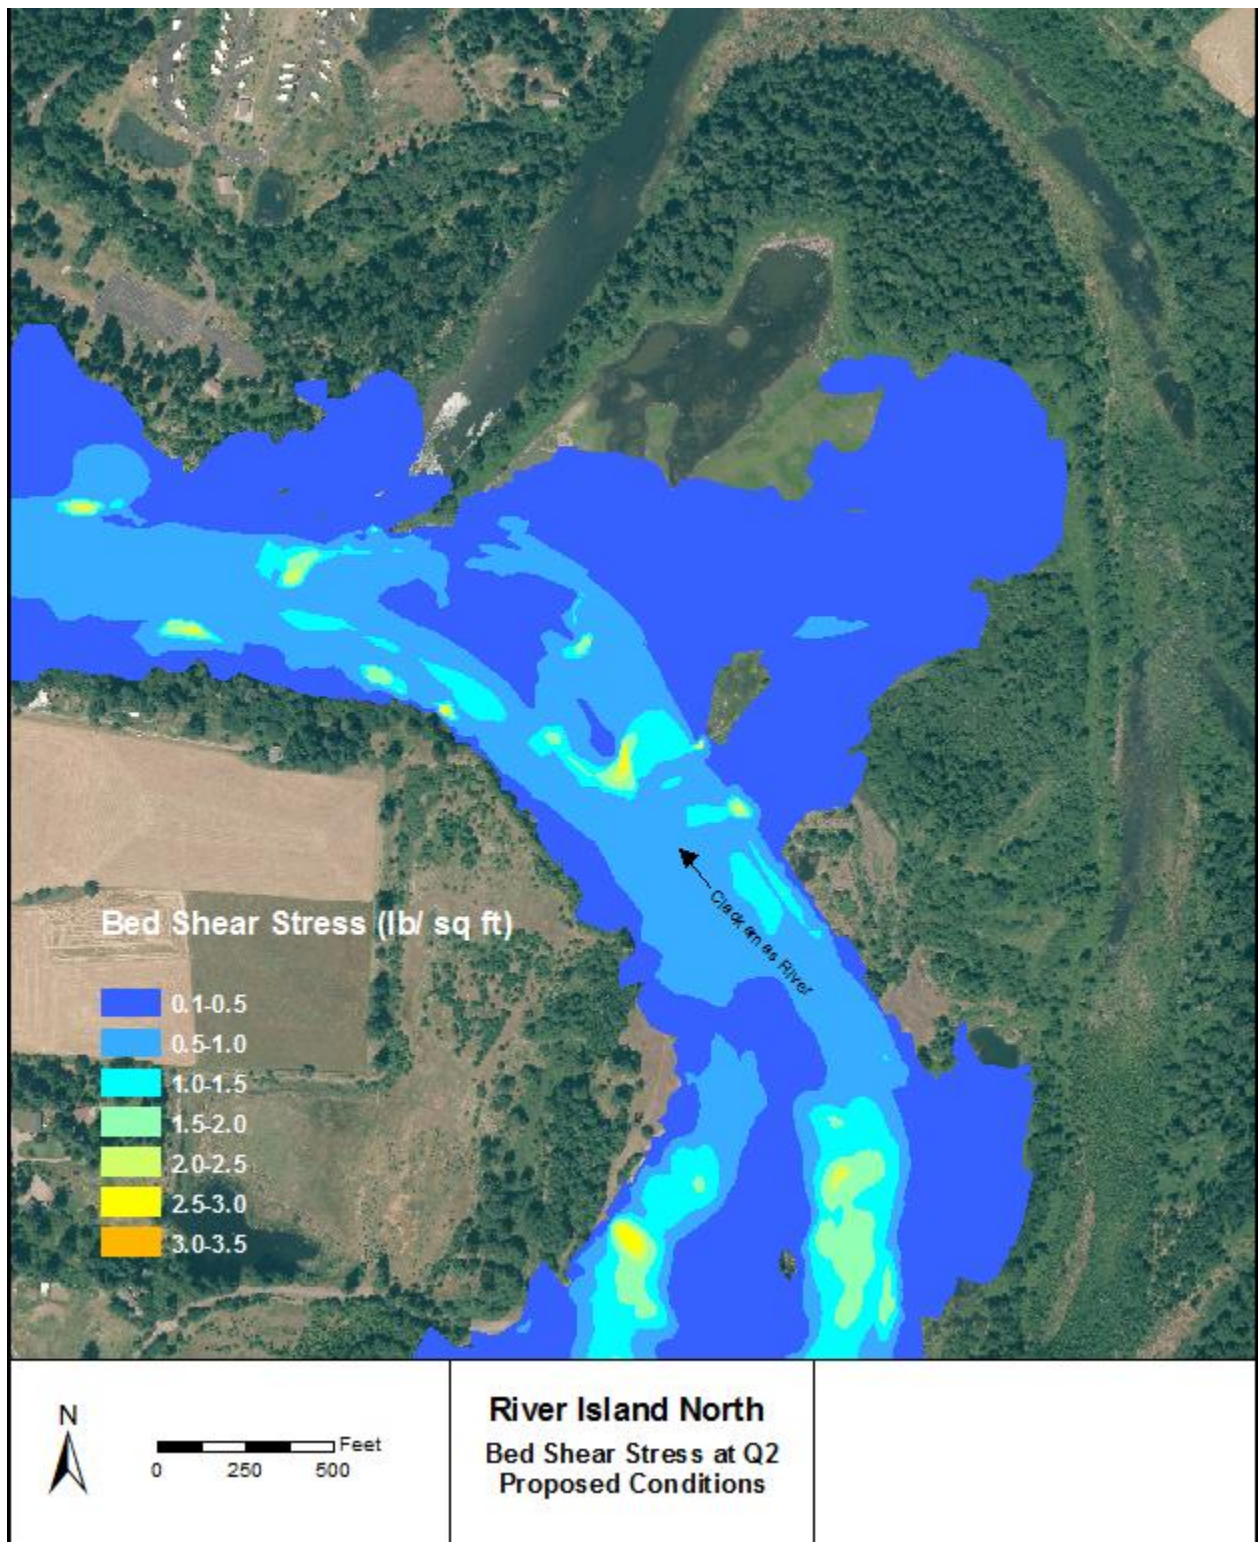 Clackamas River
Bed Shear Stress (lb/ sq ft)
0.1-0.5
0.5-1.0
1.0-1.5
1.5-2.0
2.0-2.5
2.5-3.0
3.0-3.5
N
Feet
0 250 500
River Island North
Bed Shear Stress at Q2
Proposed Conditions